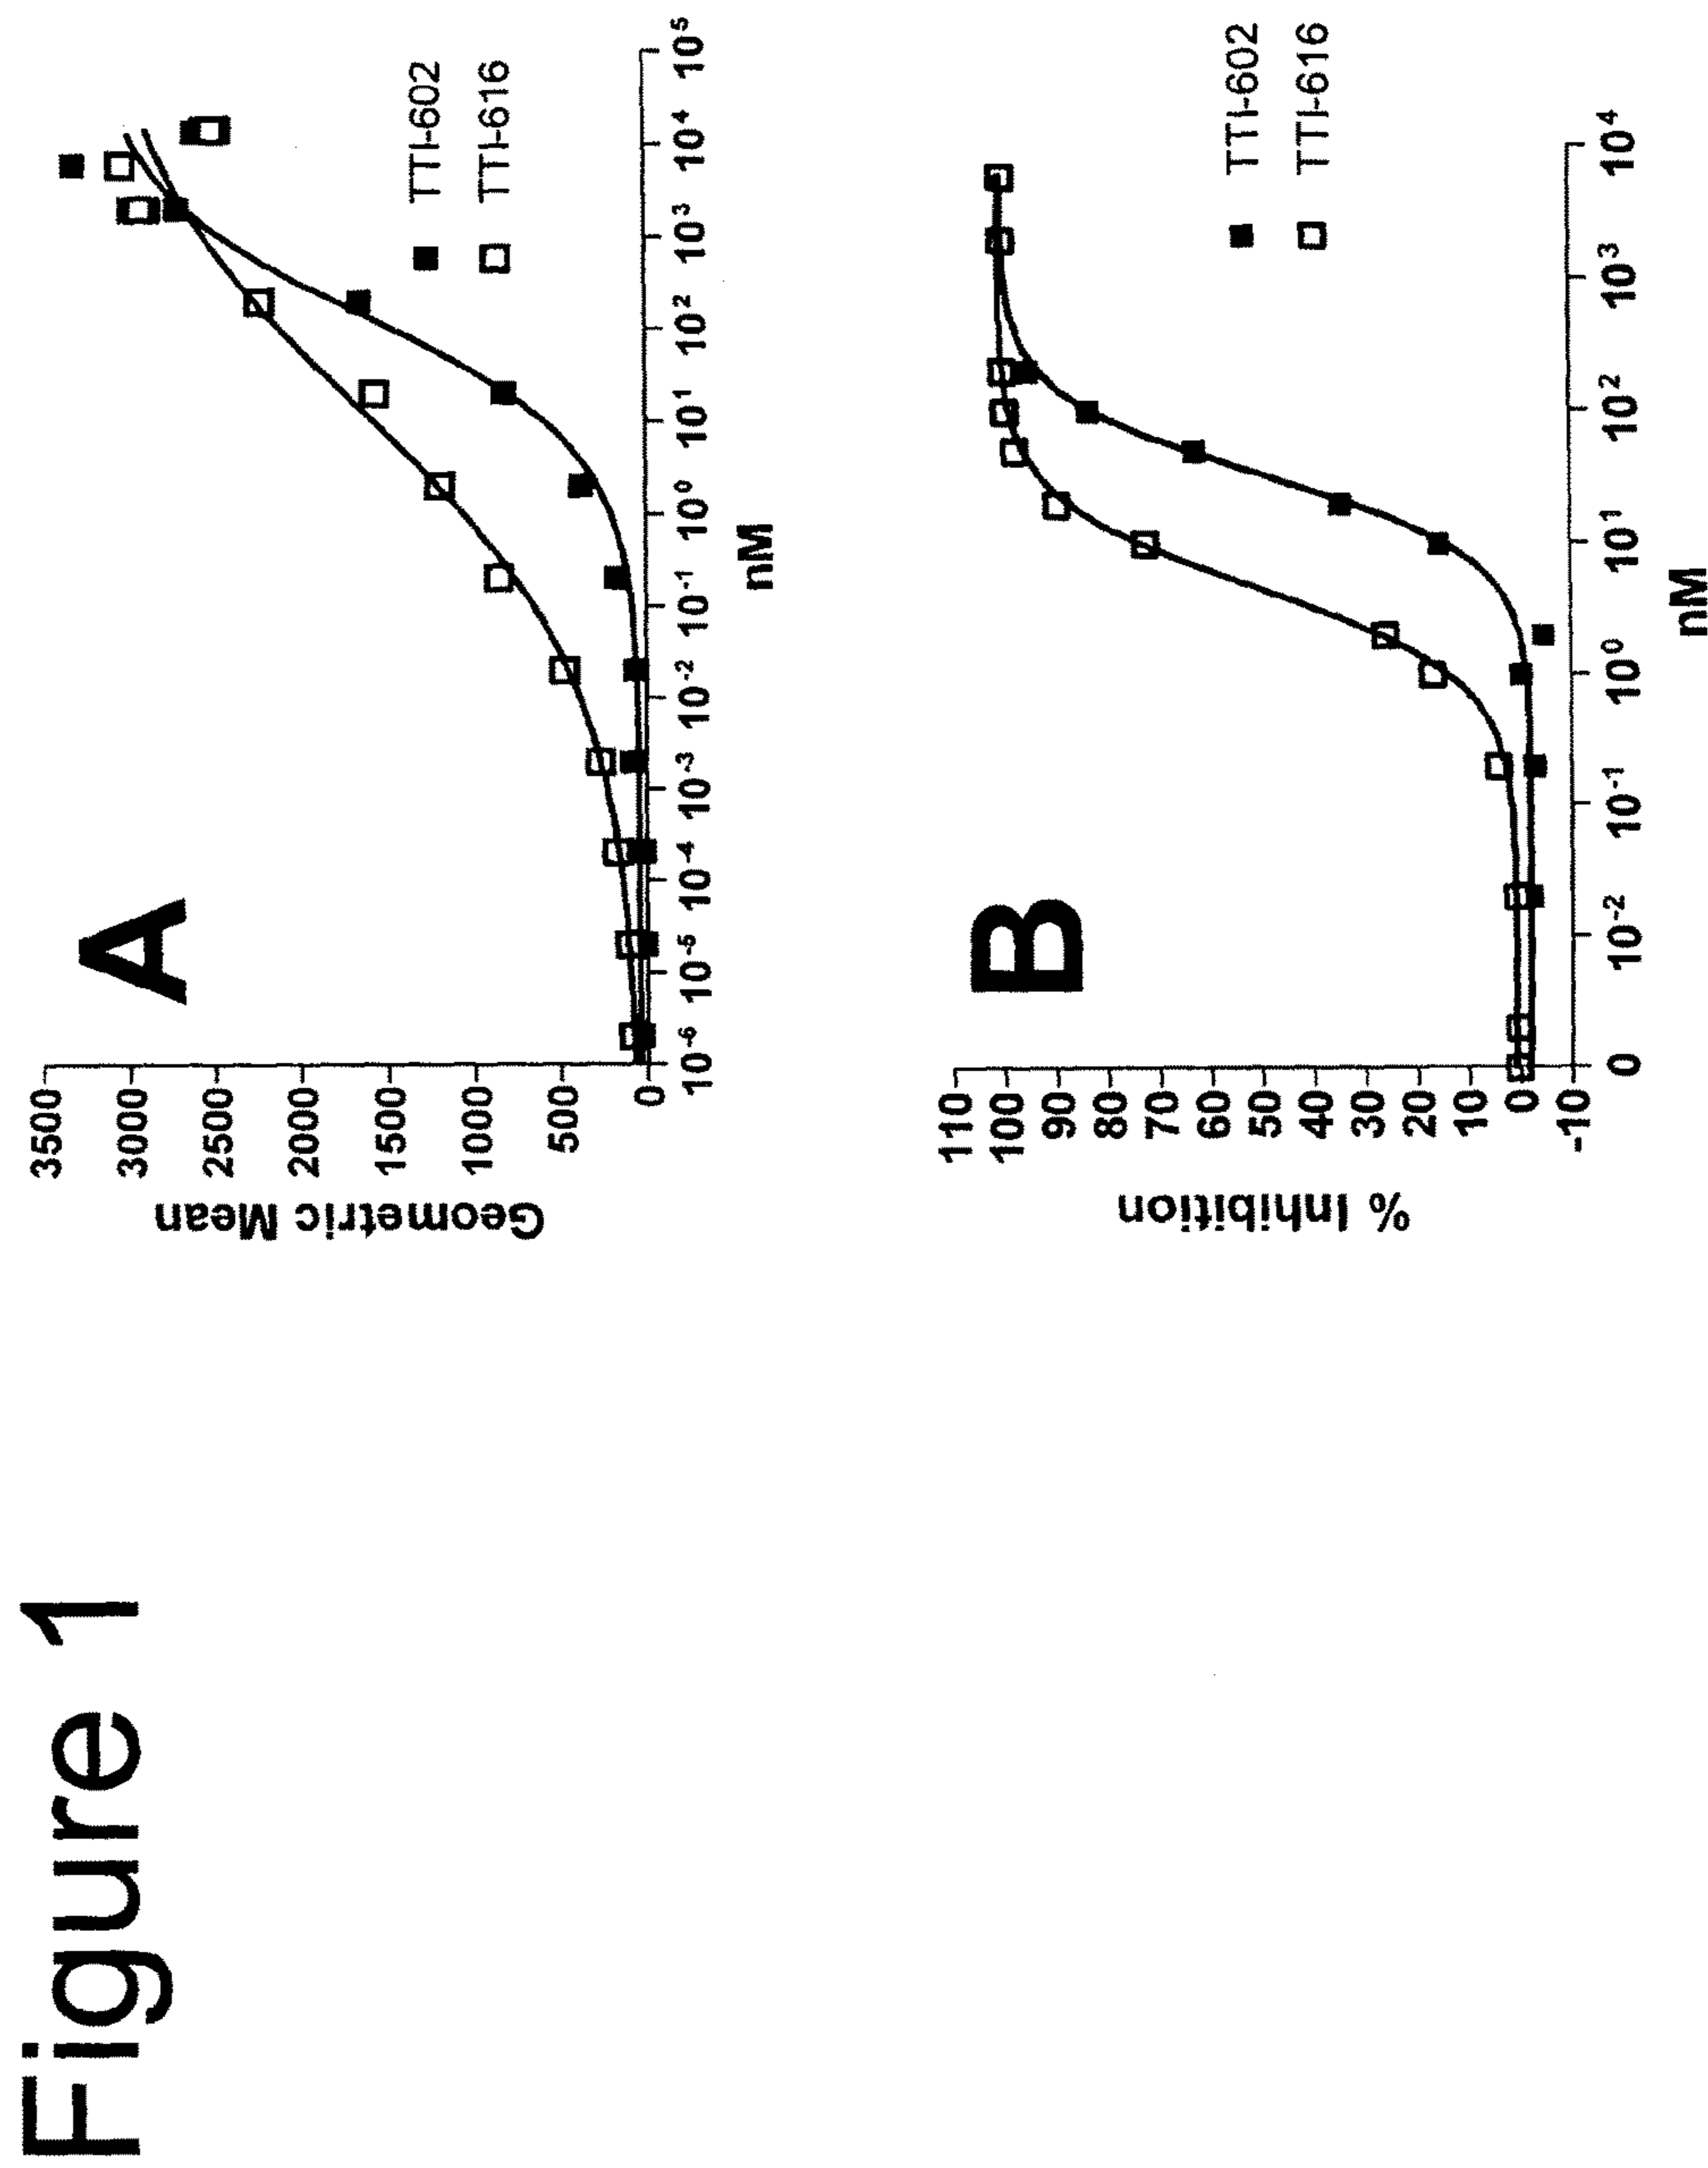 Figure 1
A
Geometric Mean
3500
3000
2500
2000
1500
1000
500
0
10⁻⁶ 10⁻⁵ 10⁻⁴ 10⁻³ 10⁻² 10⁻¹ 10⁰ 10¹ 10² 10³ 10⁴ 10⁵
nM
TTI-602
TTI-616
B
% Inhibition
110
100
90
80
70
60
50
40
30
20
10
0
-10
0 10⁻² 10⁻¹ 10⁰ 10¹ 10² 10³ 10⁴
nM
TTI-602
TTI-616